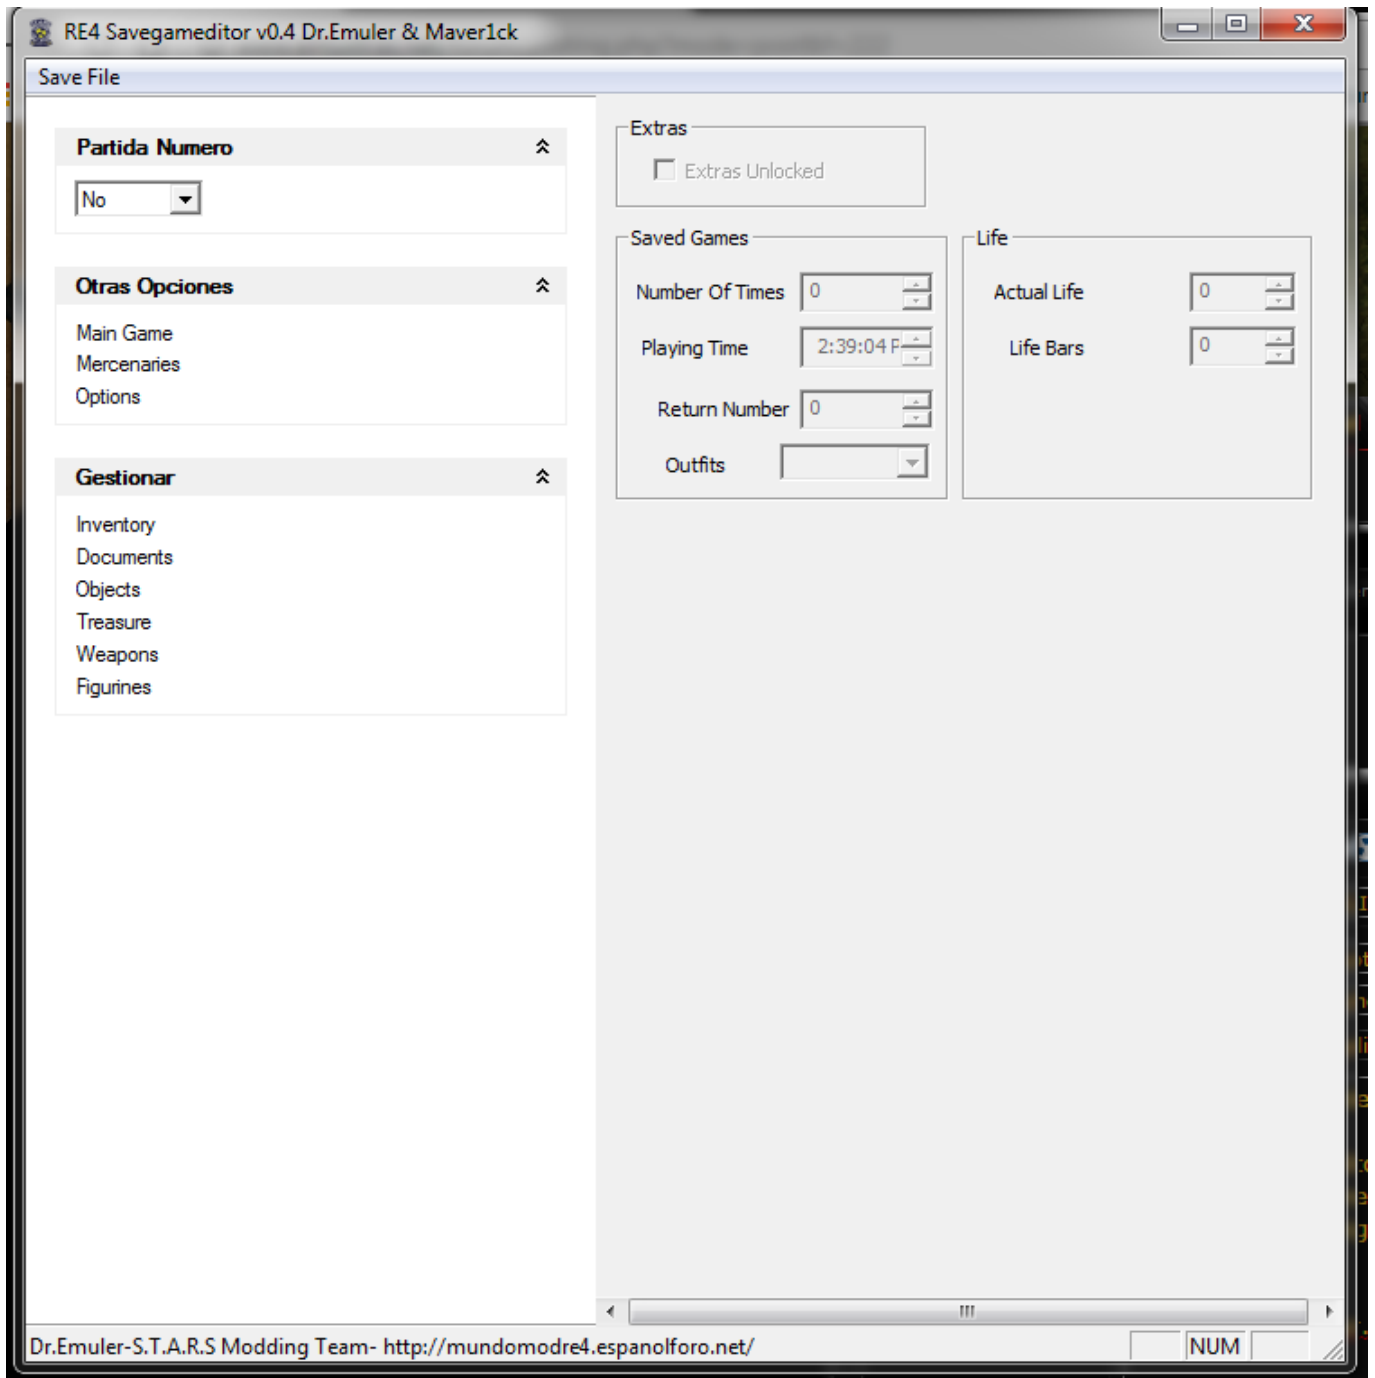 RE4 Savegameditor v0.4 Dr.Emuler & Maver1ck
Save File
Partida Numero
No
Otras Opciones
Main Game
Mercenaries
Options
Gestionar
Inventory
Documents
Objects
Treasure
Weapons
Figurines
Extras
Extras Unlocked
Saved Games
Number Of Times 0
Playing Time 2:39:04 P
Return Number 0
Outfits
Life
Actual Life 0
Life Bars 0
Dr.Emuler-S.T.A.R.S Modding Team- http://mundomodre4.espanolforo.net/
NUM